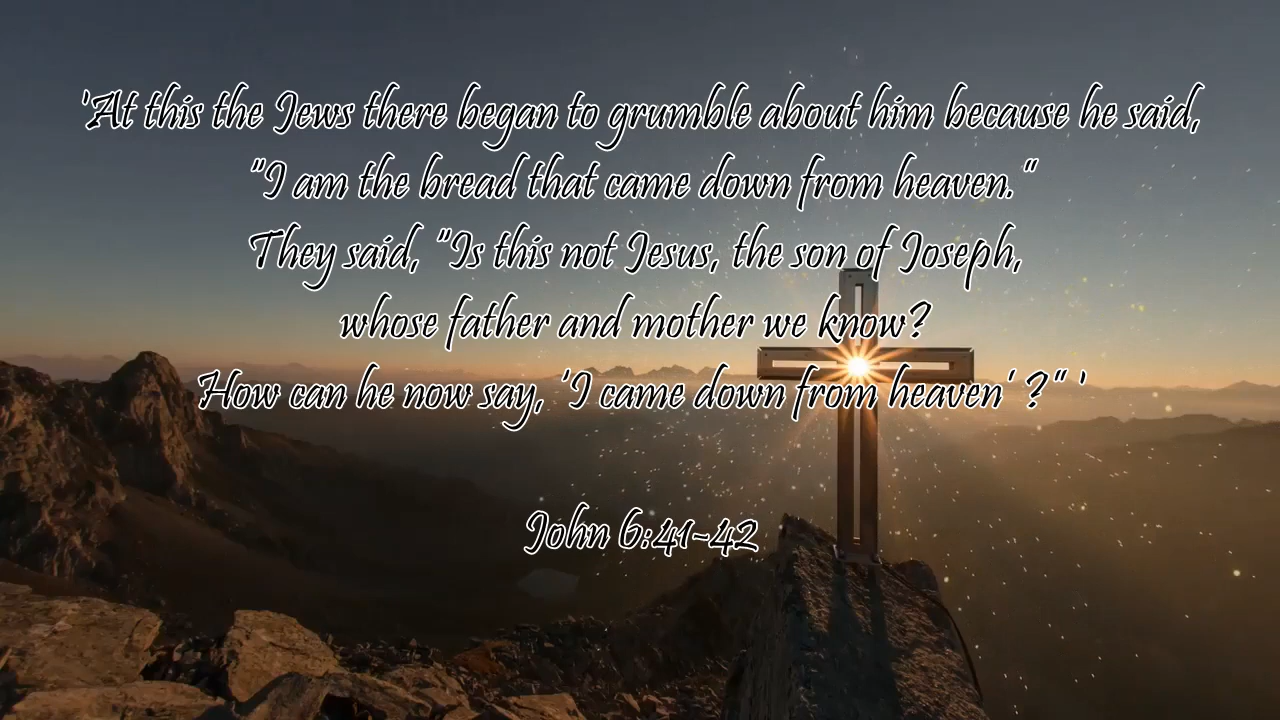 'At this the Jews there began to grumble about him because he said,
"I am the bread that came down from heaven."
They said, "Is this not Jesus, the son of Joseph,
whose father and mother we know?
How can he now say, 'I came down from heaven' ?" '
John 6:41-42